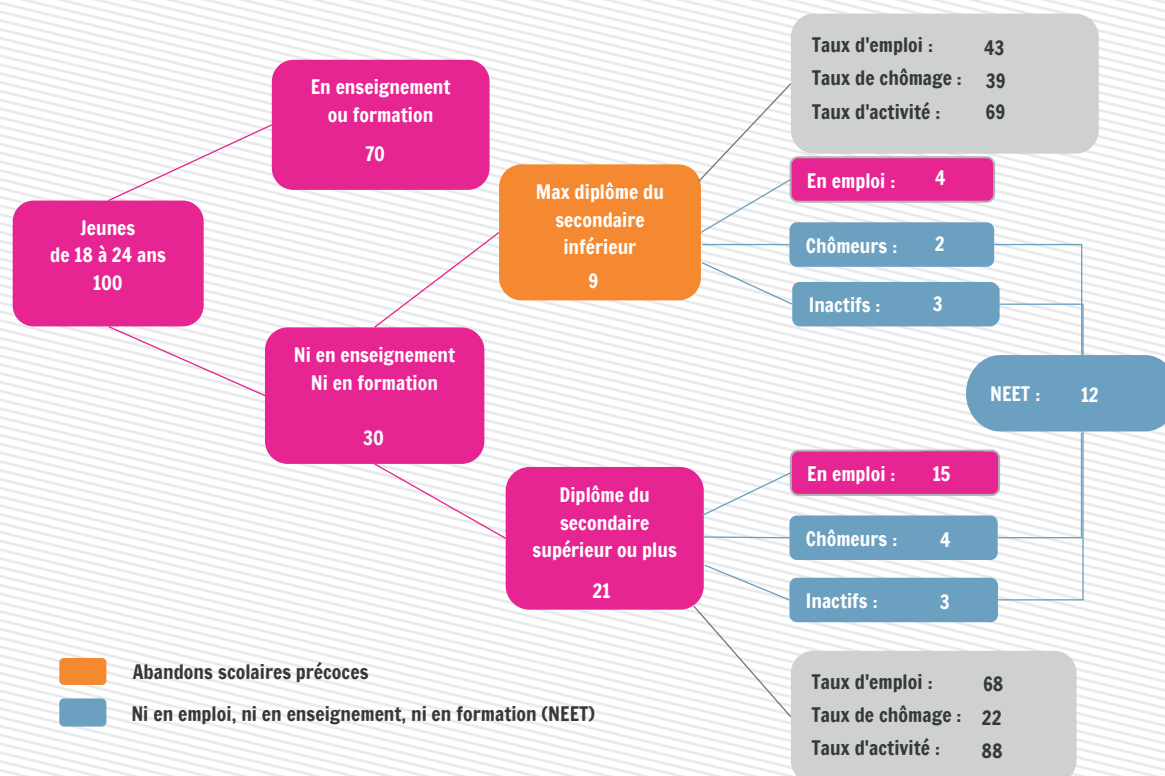 Jeunes
de 18 à 24 ans
100
En enseignement
ou formation
70
Ni en enseignement
Ni en formation
30
Max diplôme du
secondaire
inférieur
9
Diplôme du
secondaire
supérieur ou plus
21
Taux d'emploi : 43
Taux de chômage : 39
Taux d'activité : 69
En emploi : 4
Chômeurs : 2
Inactifs : 3
NEET : 12
En emploi : 15
Chômeurs : 4
Inactifs : 3
Taux d'emploi : 68
Taux de chômage : 22
Taux d'activité : 88
Abandons scolaires précoces
Ni en emploi, ni en enseignement, ni en formation (NEET)